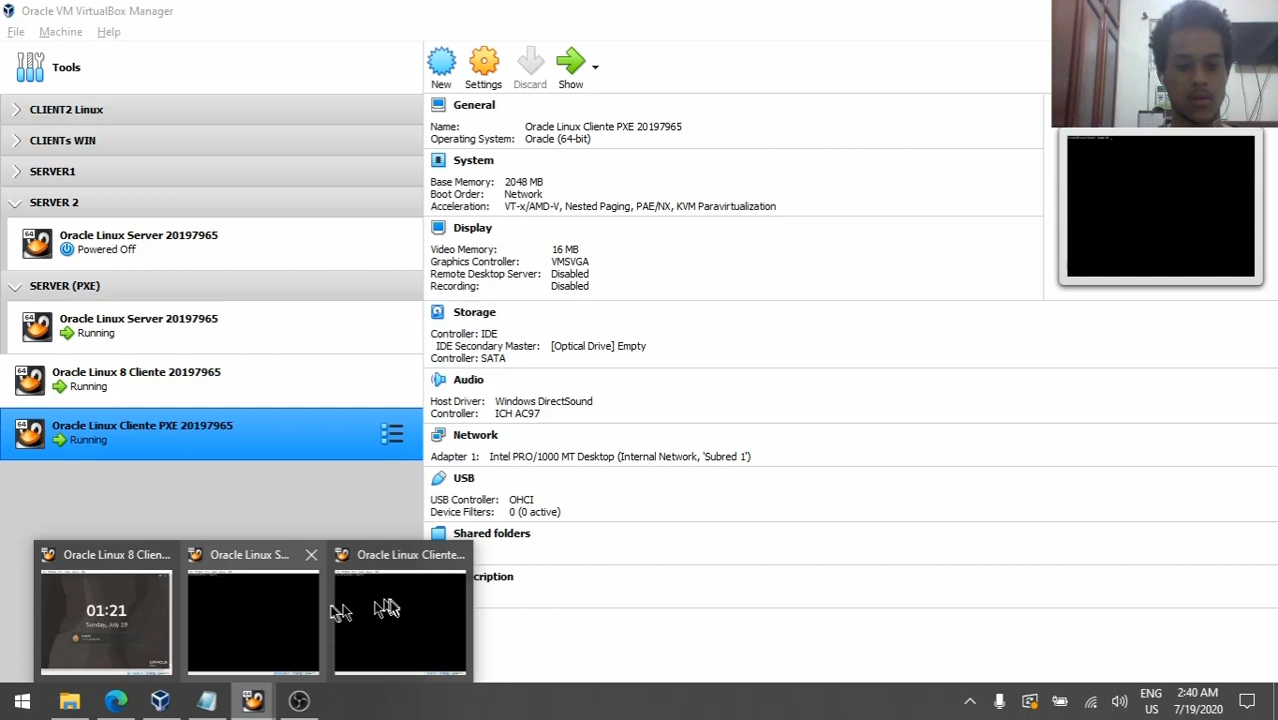 Oracle VM VirtualBox Manager
File Machine Help
Tools
New Settings Discard Show
CLIENT2 Linux
CLIENTs WIN
SERVER1
SERVER 2
Oracle Linux Server 20197965
Powered Off
SERVER (PXE)
Oracle Linux Server 20197965
Running
Oracle Linux 8 Cliente 20197965
Running
Oracle Linux Cliente PXE 20197965
Running
General
Name: Oracle Linux Cliente PXE 20197965
Operating System: Oracle (64-bit)
System
Base Memory: 2048 MB
Boot Order: Network
Acceleration: VT-x/AMD-V, Nested Paging, PAE/NX, KVM Paravirtualization
Display
Video Memory: 16 MB
Graphics Controller: VMSVGA
Remote Desktop Server: Disabled
Recording: Disabled
Storage
Controller: IDE
IDE Secondary Master: [Optical Drive] Empty
Controller: SATA
Audio
Host Driver: Windows DirectSound
Controller: ICH AC97
Network
Adapter 1: Intel PRO/1000 MT Desktop (Internal Network, 'Subred 1')
USB
USB Controller: OHCI
Device Filters: 0 (0 active)
Shared folders
cription
Oracle Linux 8 Clien... Oracle Linux S... Oracle Linux Cliente...
01:21
Sunday, July 19
ENG
US
2:40 AM
7/19/2020